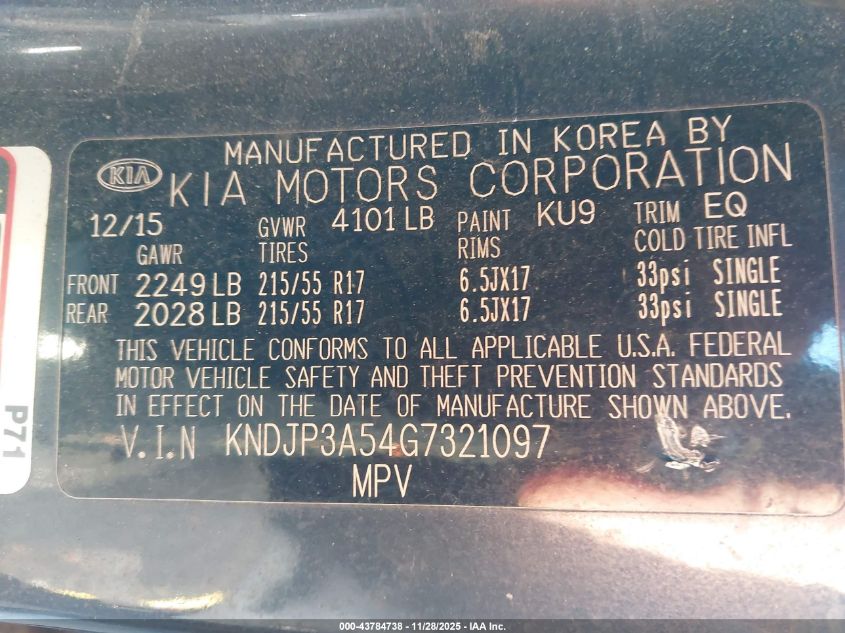 MANUFACTURED IN KOREA BY
KIA KIA MOTORS CORPORATION
12/15 GVWR 4101 LB PAINT KU9 TRIM EQ
GAWR TIRES RIMS COLD TIRE INFL
FRONT 2249 LB 215/55 R17 6.5JX17 33psi SINGLE
REAR 2028 LB 215/55 R17 6.5JX17 33psi SINGLE
THIS VEHICLE CONFORMS TO ALL APPLICABLE U.S.A. FEDERAL
MOTOR VEHICLE SAFETY AND THEFT PREVENTION STANDARDS
IN EFFECT ON THE DATE OF MANUFACTURE SHOWN ABOVE.
V.I.N KNDJP3A54G7321097
MPV
P71
000-43784738 - 11/28/2025 - IAA Inc.